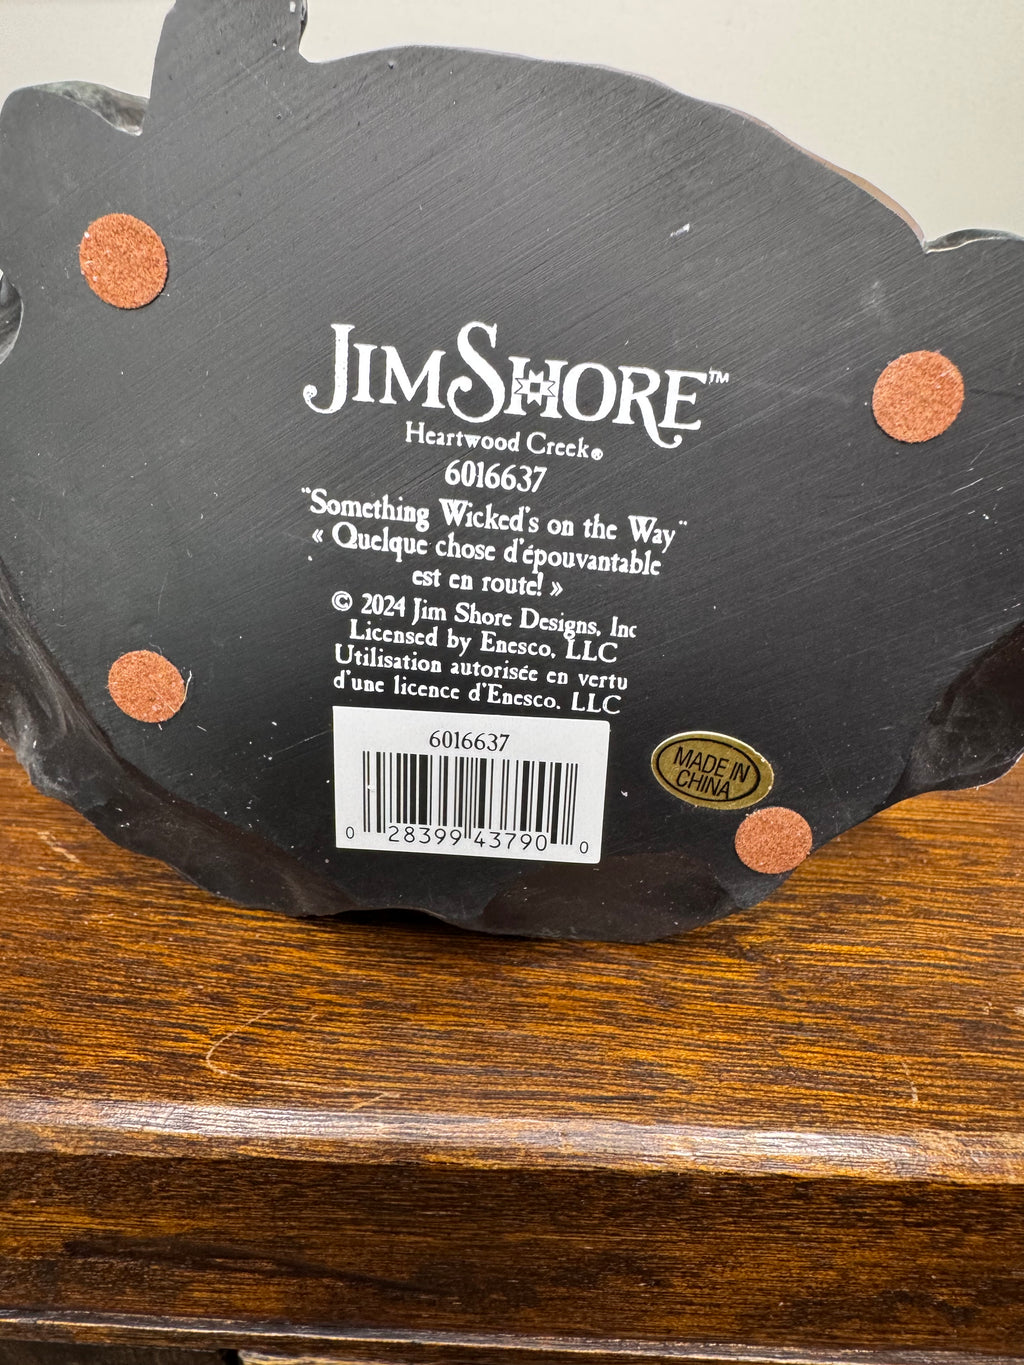 JIM SHORE™
Heartwood Creek®
6016637
"Something Wicked's on the Way"
« Quelque chose d'épouvantable
est en route! »
© 2024 Jim Shore Designs, Inc
Licensed by Enesco, LLC
Utilisation autorisée en vertu
d'une licence d'Enesco. LLC
6016637
0 28399 43790 0
MADE IN
CHINA